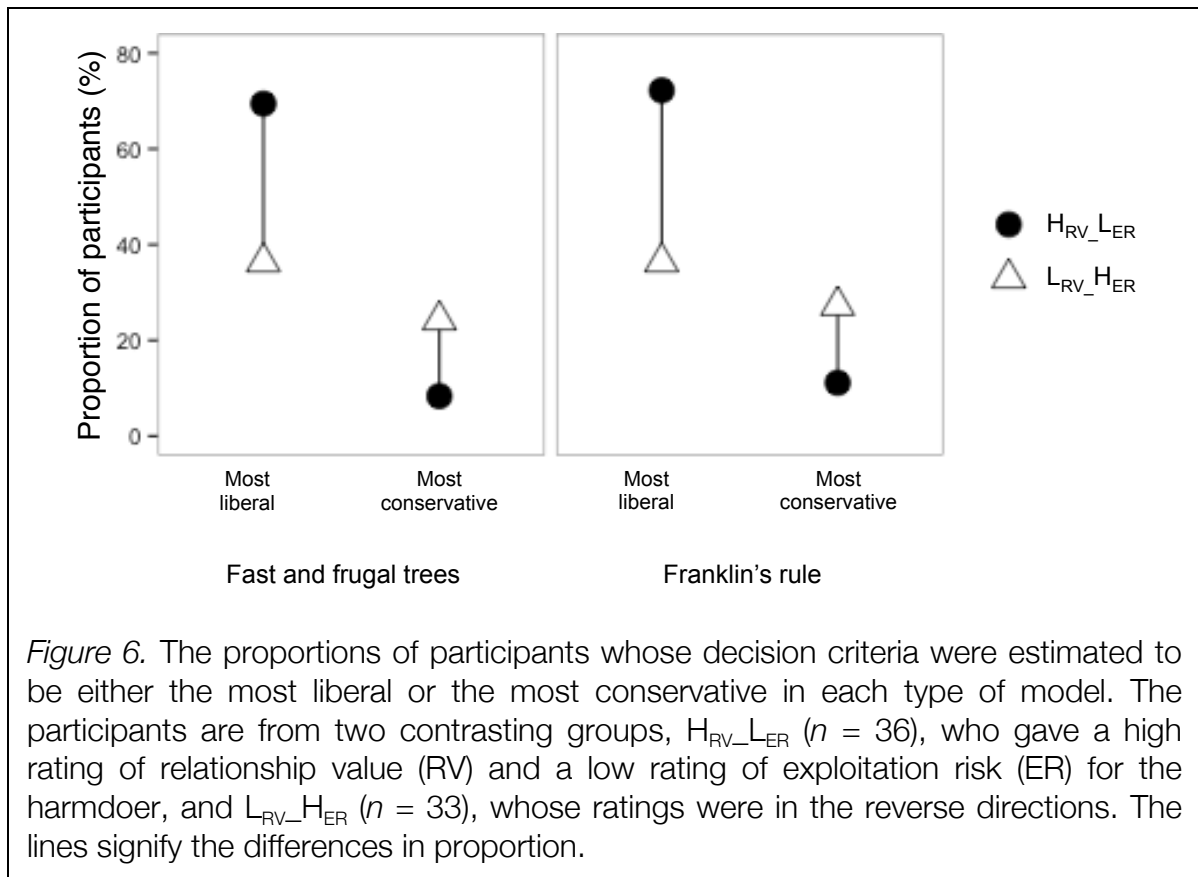 Proportion of participants (%)
80
60
40
20
0
Most liberal
Most conservative
Most liberal
Most conservative
Fast and frugal trees
Franklin's rule
H_RV_L_ER
L_RV_H_ER
Figure 6. The proportions of participants whose decision criteria were estimated to
be either the most liberal or the most conservative in each type of model. The
participants are from two contrasting groups, H_RV_L_ER (n = 36), who gave a high
rating of relationship value (RV) and a low rating of exploitation risk (ER) for the
harmdoer, and L_RV_H_ER (n = 33), whose ratings were in the reverse directions. The
lines signify the differences in proportion.